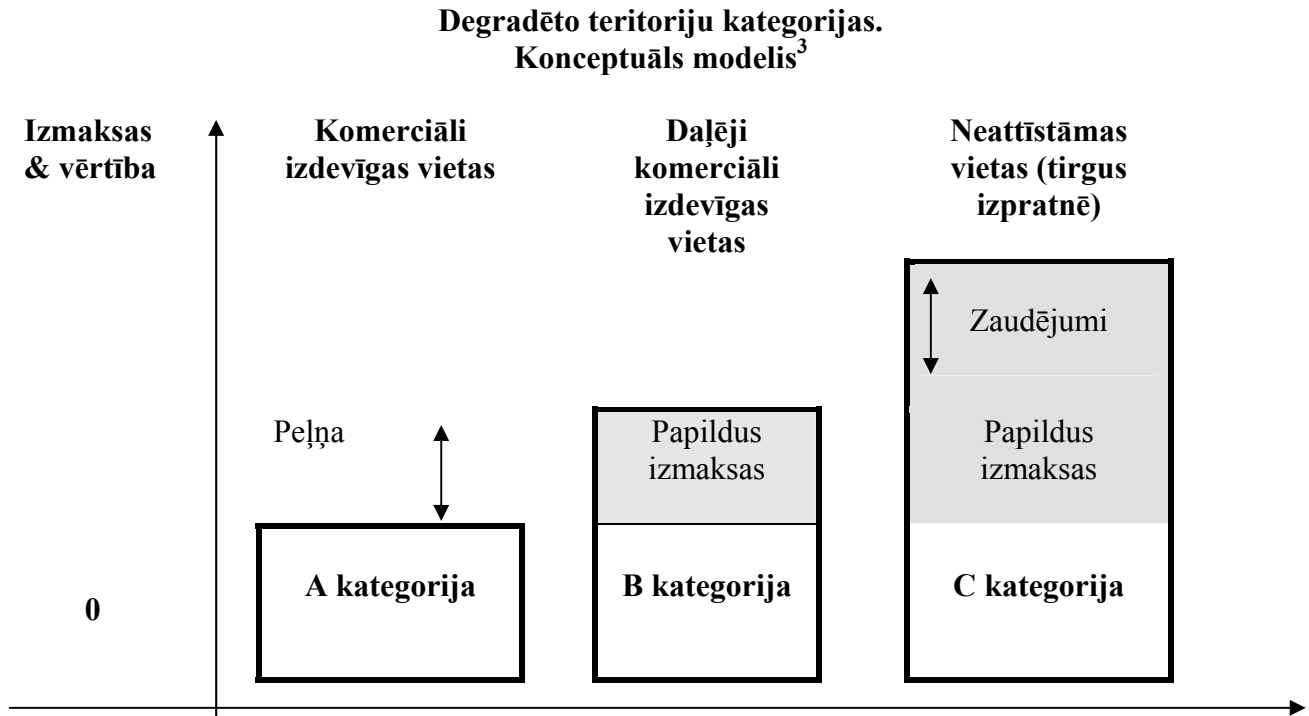 Degradēto teritoriju kategorijas.
Konceptuāls modelis³
Izmaksas
& vērtība
Komerciāli
izdevīgas vietas
Daļēji
komerciāli
izdevīgas
vietas
Neattīstāmas
vietas (tirgus
izpratnē)
Zaudējumi
Peļņa
Papildus
izmaksas
Papildus
izmaksas
A kategorija
B kategorija
C kategorija
0